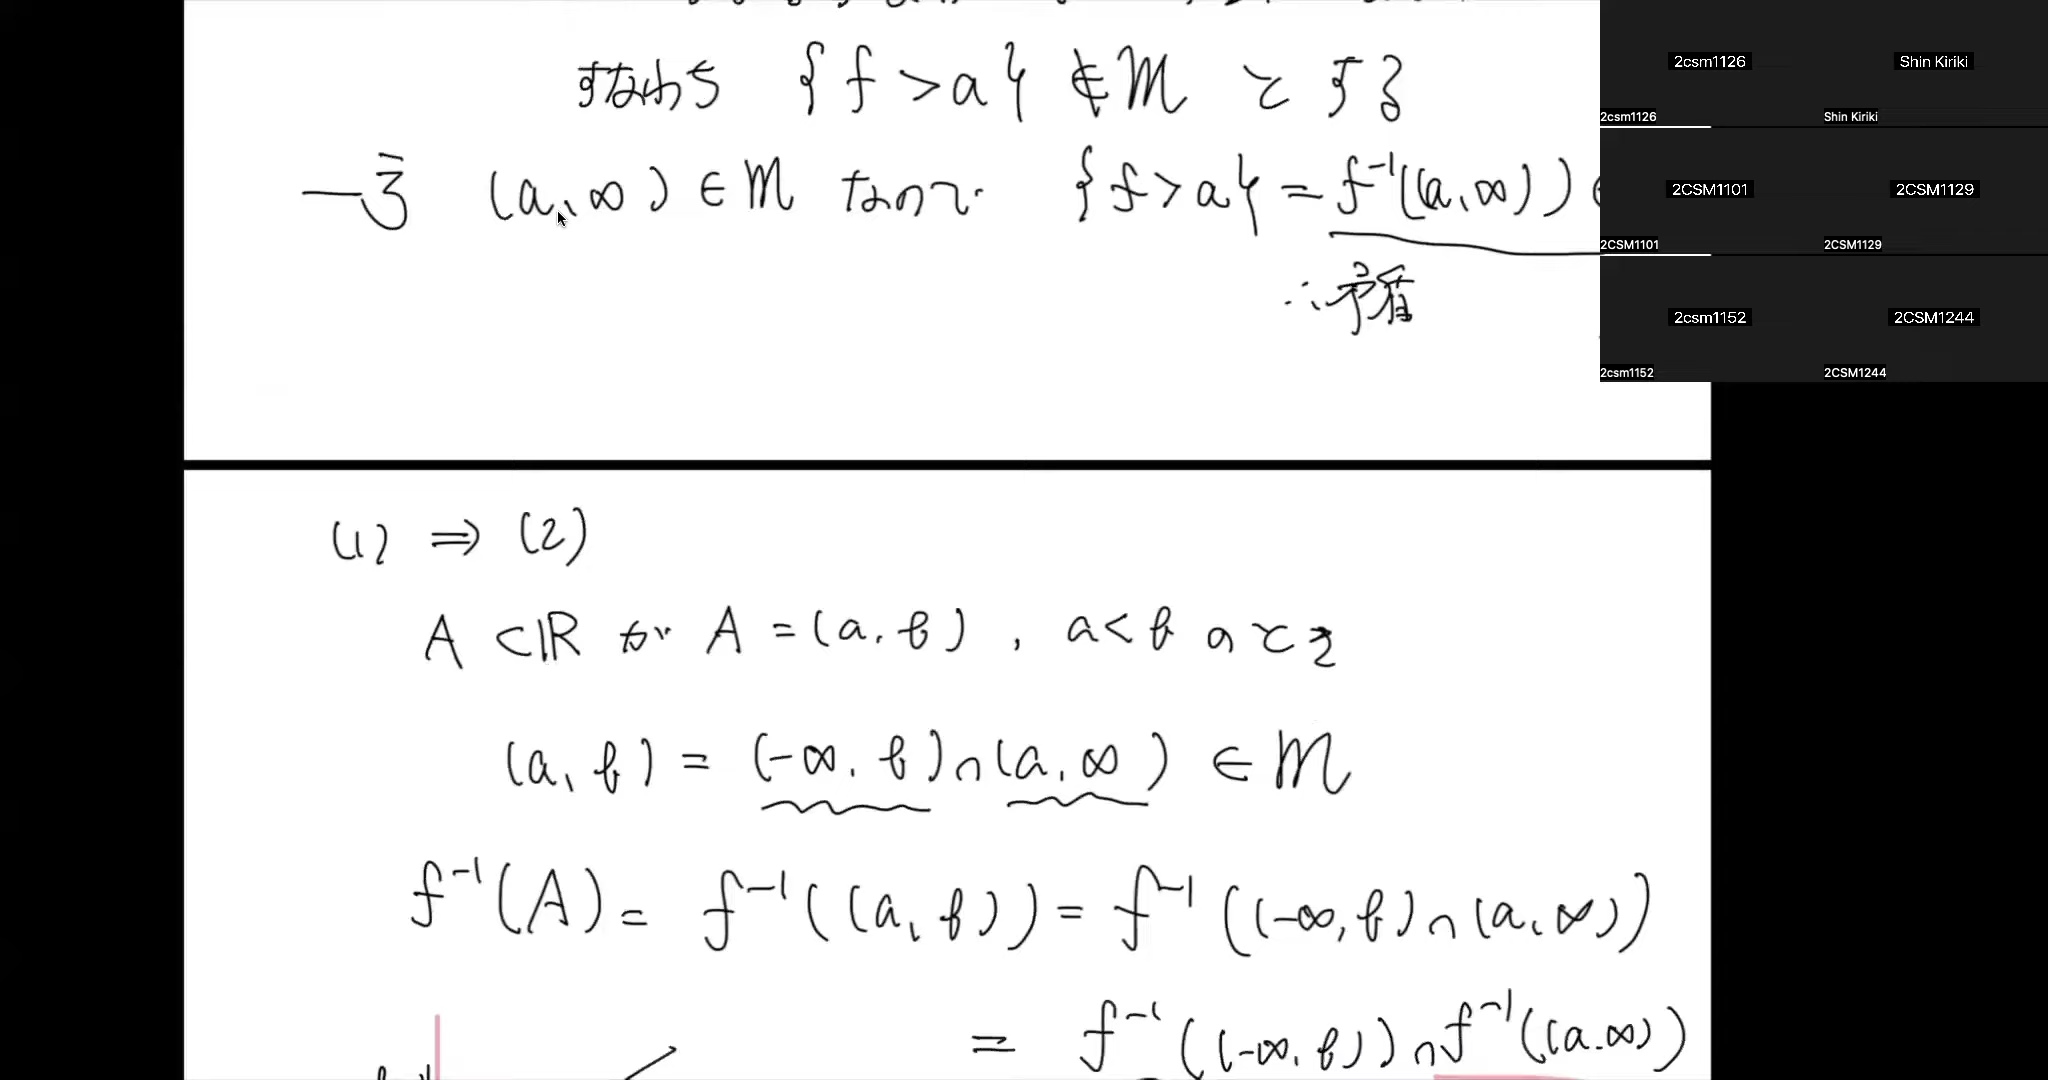 すなわち {f > a} ∉ M とする
一方 (a, ∞) ∈ M なので {f > a} = f⁻¹((a, ∞))
∴ 矛盾
(1) ⇒ (2)
A ⊂ ℝ が A = (a, b) , a < b のとき
(a, b) = (-∞, b) ∩ (a, ∞) ∈ M
f⁻¹(A) = f⁻¹((a, b)) = f⁻¹((-∞, b) ∩ (a, ∞))
= f⁻¹((-∞, b)) ∩ f⁻¹((a, ∞))
2csm1126 Shin Kiriki
2csm1126 Shin Kiriki
2CSM1101 2CSM1129
2CSM1101 2CSM1129
2csm1152 2CSM1244
2csm1152 2CSM1244